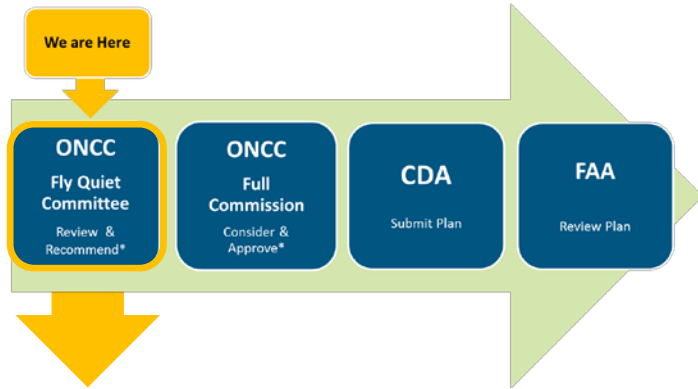 We are Here
ONCC
Fly Quiet
Committee
Review &
Recommend*
ONCC
Full
Commission
Consider &
Approve*
CDA
Submit Plan
FAA
Review Plan